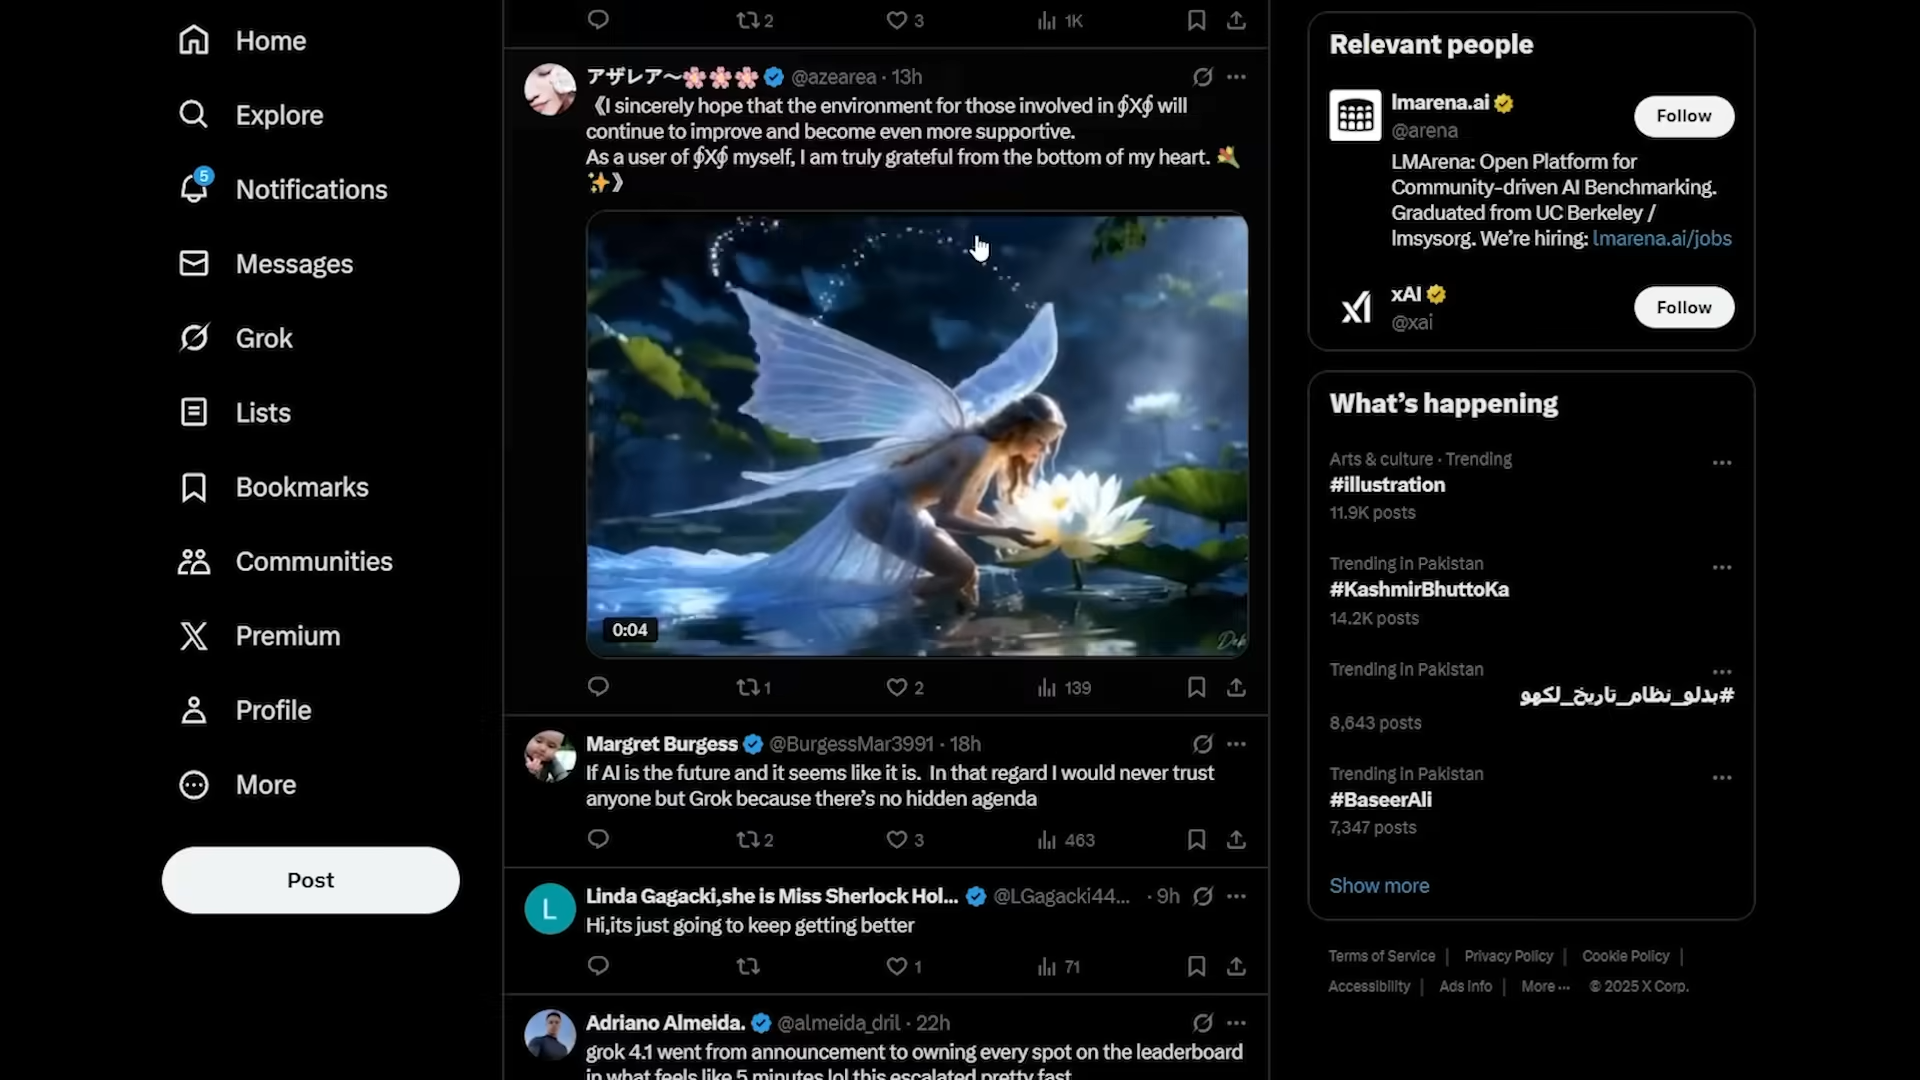 Home
Explore
5
Notifications
Messages
Grok
Lists
Bookmarks
Communities
Premium
Profile
More
Post
2
3
1K
アザレア〜🌸🌸🌸 @azearea · 13h
《I sincerely hope that the environment for those involved in ∮X∮ will
continue to improve and become even more supportive.
As a user of ∮X∮ myself, I am truly grateful from the bottom of my heart. 💐
✨》
0:04
1
2
139
Margret Burgess @BurgessMar3991 · 18h
If AI is the future and it seems like it is. In that regard I would never trust
anyone but Grok because there's no hidden agenda
2
3
463
L
Linda Gagacki,she is Miss Sherlock Hol... @LGagacki44... · 9h
Hi,its just going to keep getting better
1
71
Adriano Almeida. @almeida_dril · 22h
grok 4.1 went from announcement to owning every spot on the leaderboard
in what feels like 5 minutes lol this escalated pretty fast
Relevant people
lmarena.ai
@arena
Follow
LMArena: Open Platform for
Community-driven AI Benchmarking.
Graduated from UC Berkeley /
lmsysorg. We're hiring: lmarena.ai/jobs
xAI
@xai
Follow
What's happening
Arts & culture · Trending
#illustration
11.9K posts
Trending in Pakistan
#KashmirBhuttoKa
14.2K posts
Trending in Pakistan
#بدلو_نظام_تاریخ_لکھو
8,643 posts
Trending in Pakistan
#BaseerAli
7,347 posts
Show more
Terms of Service | Privacy Policy | Cookie Policy |
Accessibility | Ads info | More ... © 2025 X Corp.